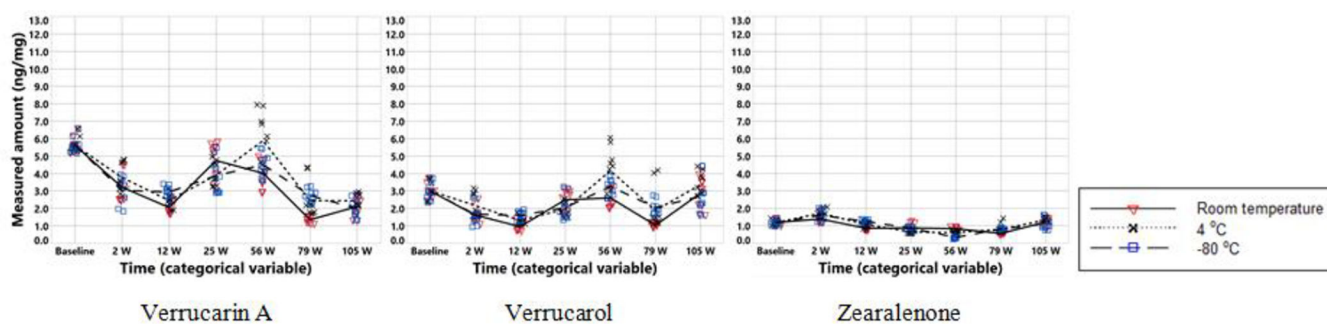 Measured amount (ng/mg)
13.0 13.0 13.0
12.0 12.0 12.0
11.0 11.0 11.0
10.0 10.0 10.0
9.0 9.0 9.0
8.0 8.0 8.0
7.0 7.0 7.0
6.0 6.0 6.0
5.0 5.0 5.0
4.0 4.0 4.0
3.0 3.0 3.0
2.0 2.0 2.0
1.0 1.0 1.0
0.0 0.0 0.0
Baseline 2 W 12 W 25 W 56 W 79 W 105 W Baseline 2 W 12 W 25 W 56 W 79 W 105 W Baseline 2 W 12 W 25 W 56 W 79 W 105 W
Time (categorical variable) Time (categorical variable) Time (categorical variable)
Room temperature
4 °C
-80 °C
Verrucarin A Verrucarol Zearalenone